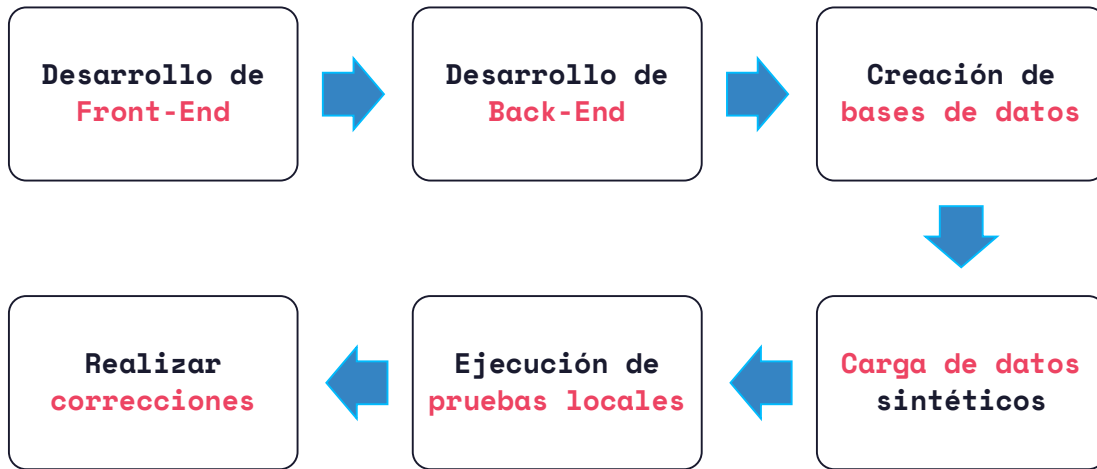 Desarrollo de
Front-End
Desarrollo de
Back-End
Creación de
bases de datos
Carga de datos
sintéticos
Ejecución de
pruebas locales
Realizar
correcciones